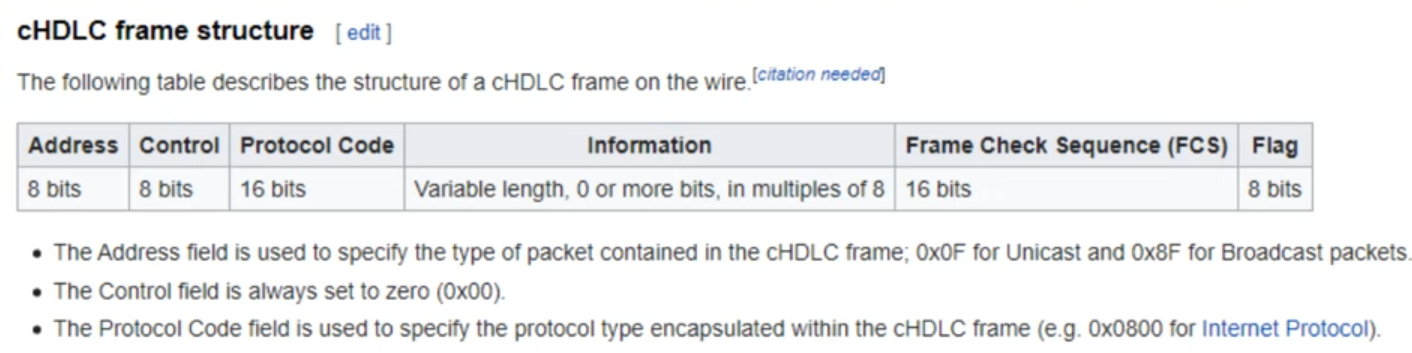 cHDLC frame structure [ edit ]
The following table describes the structure of a cHDLC frame on the wire.[citation needed]
Address Control Protocol Code Information Frame Check Sequence (FCS) Flag
8 bits 8 bits 16 bits Variable length, 0 or more bits, in multiples of 8 16 bits 8 bits
• The Address field is used to specify the type of packet contained in the cHDLC frame; 0x0F for Unicast and 0x8F for Broadcast packets.
• The Control field is always set to zero (0x00).
• The Protocol Code field is used to specify the protocol type encapsulated within the cHDLC frame (e.g. 0x0800 for Internet Protocol).